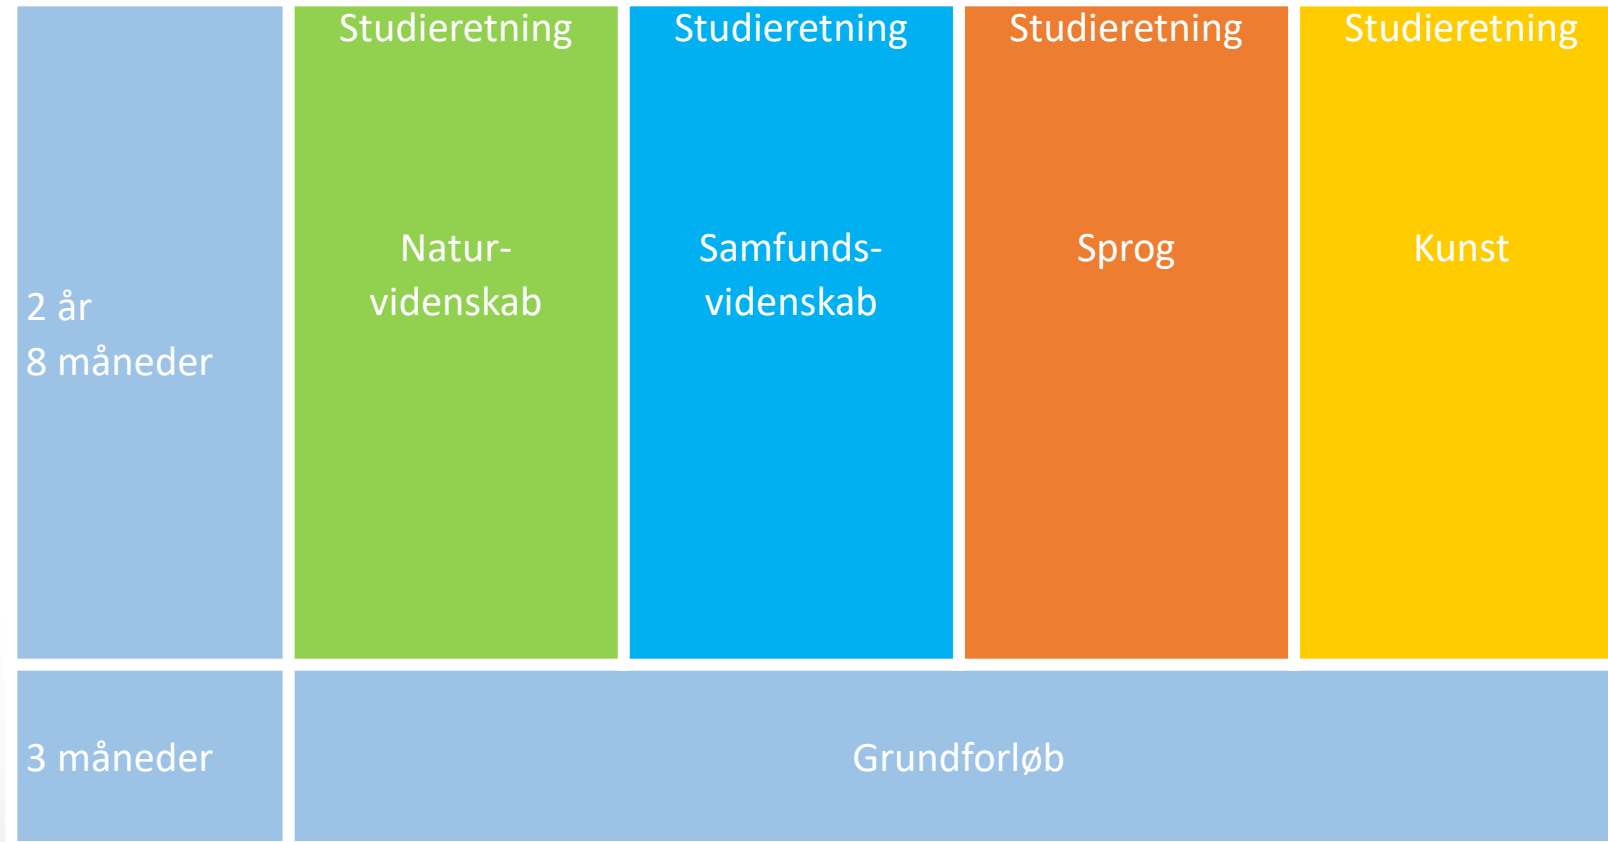 2 år
8 måneder
Studieretning
Natur-
videnskab
Studieretning
Samfunds-
videnskab
Studieretning
Sprog
Studieretning
Kunst
3 måneder
Grundforløb